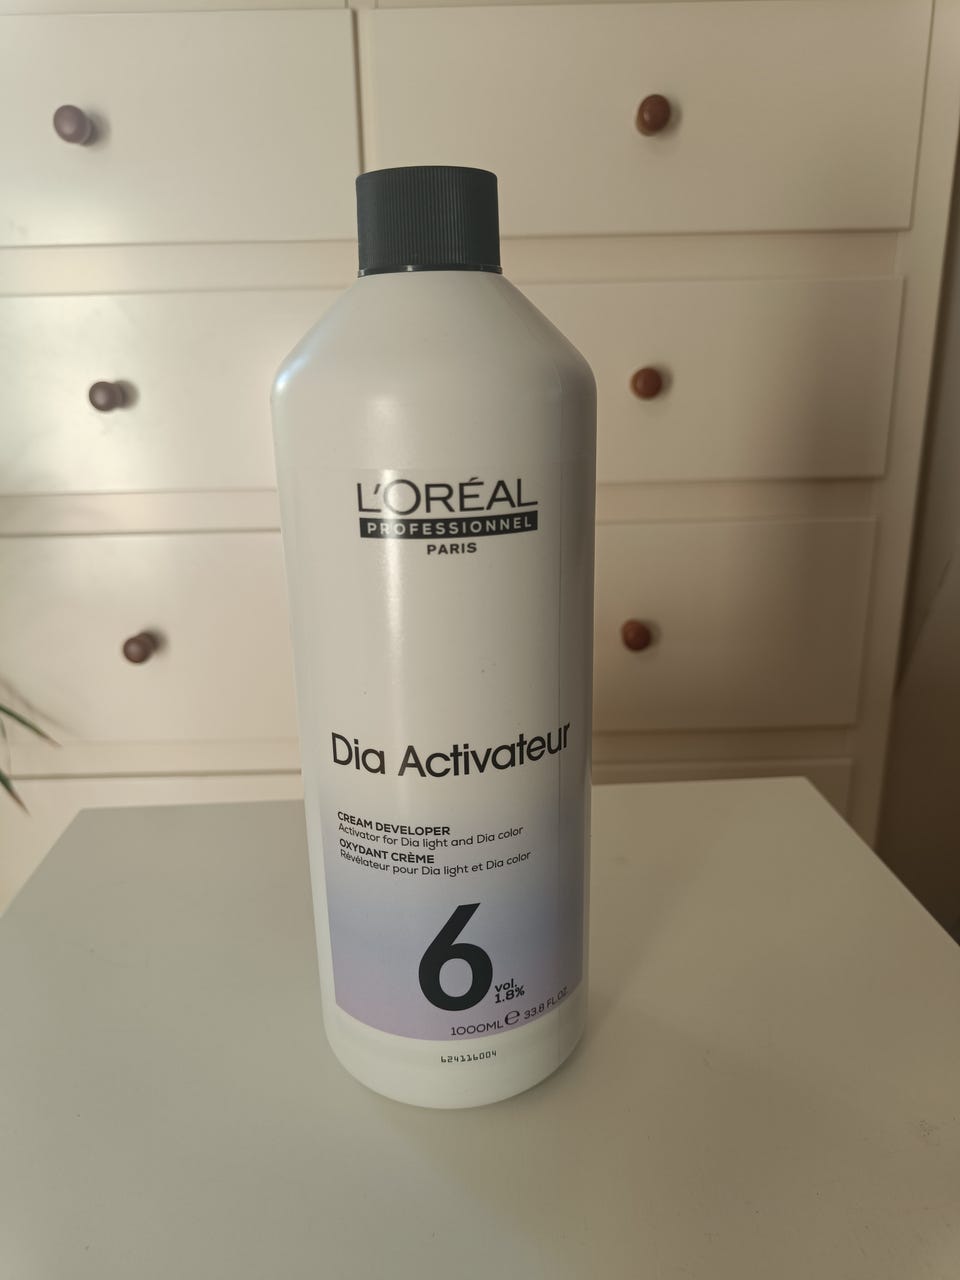 L'ORÉAL
PROFESSIONNEL
PARIS
Dia Activateur
CREAM DEVELOPER
Activator for Dia light and Dia color
OXYDANT CRÈME
Révélateur pour Dia light et Dia color
6 vol.
1.8%
1000ML ℮ 33.8 FL.OZ.
624116004